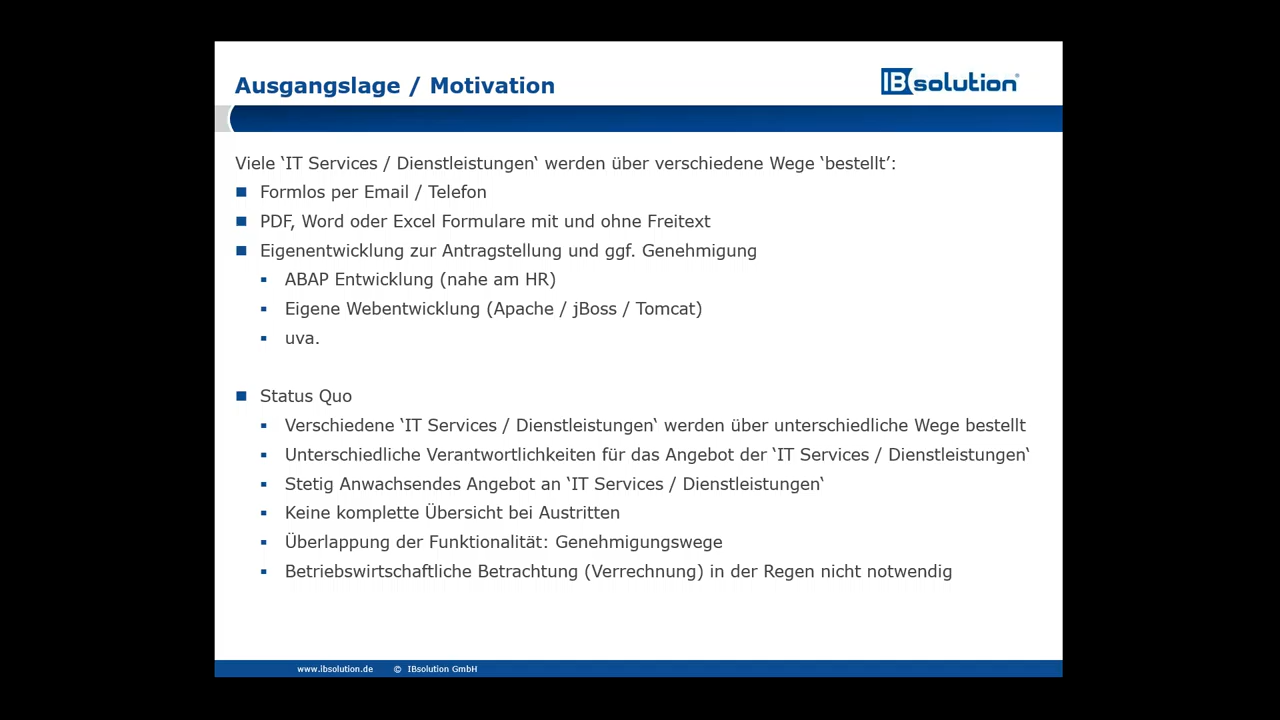 Ausgangslage / Motivation
IBsolution®
Viele ‘IT Services / Dienstleistungen‘ werden über verschiedene Wege ‘bestellt’:
Formlos per Email / Telefon
PDF, Word oder Excel Formulare mit und ohne Freitext
Eigenentwicklung zur Antragstellung und ggf. Genehmigung
ABAP Entwicklung (nahe am HR)
Eigene Webentwicklung (Apache / jBoss / Tomcat)
uva.
Status Quo
Verschiedene ‘IT Services / Dienstleistungen‘ werden über unterschiedliche Wege bestellt
Unterschiedliche Verantwortlichkeiten für das Angebot der ‘IT Services / Dienstleistungen‘
Stetig Anwachsendes Angebot an ‘IT Services / Dienstleistungen‘
Keine komplette Übersicht bei Austritten
Überlappung der Funktionalität: Genehmigungswege
Betriebswirtschaftliche Betrachtung (Verrechnung) in der Regen nicht notwendig
www.ibsolution.de © IBsolution GmbH